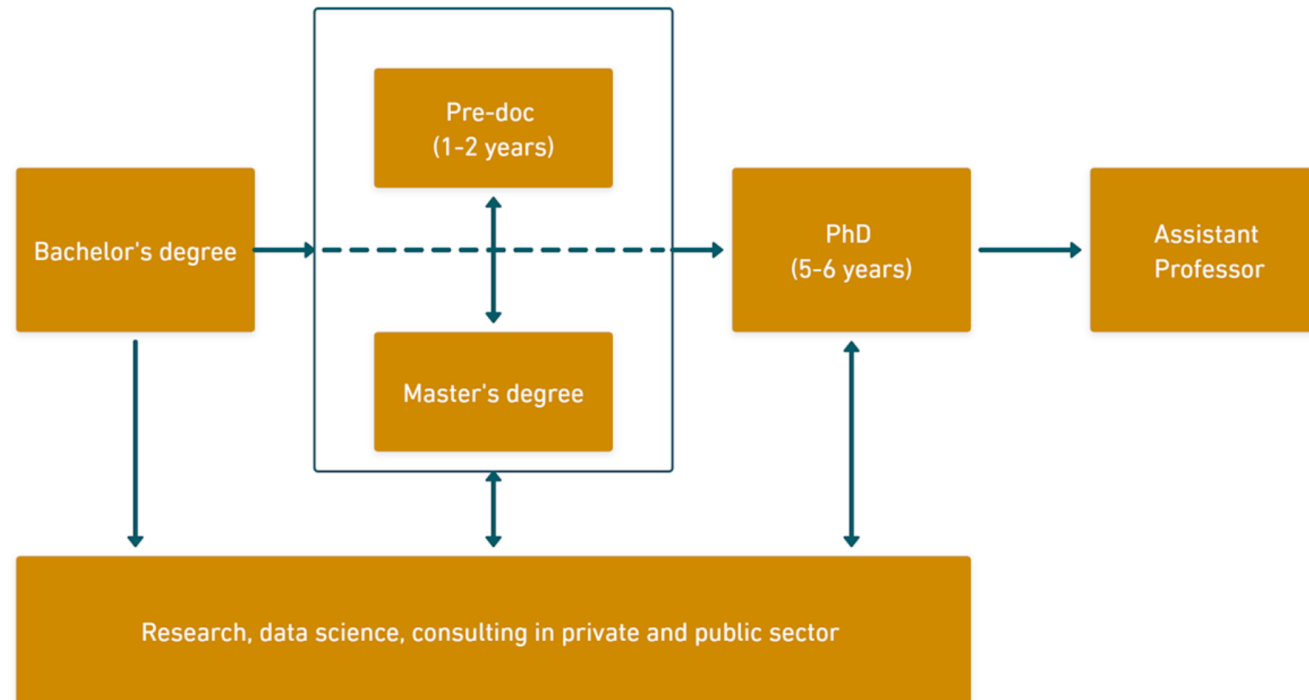 Pre-doc
(1-2 years)
Bachelor's degree
PhD
(5-6 years)
Assistant
Professor
Master's degree
Research, data science, consulting in private and public sector